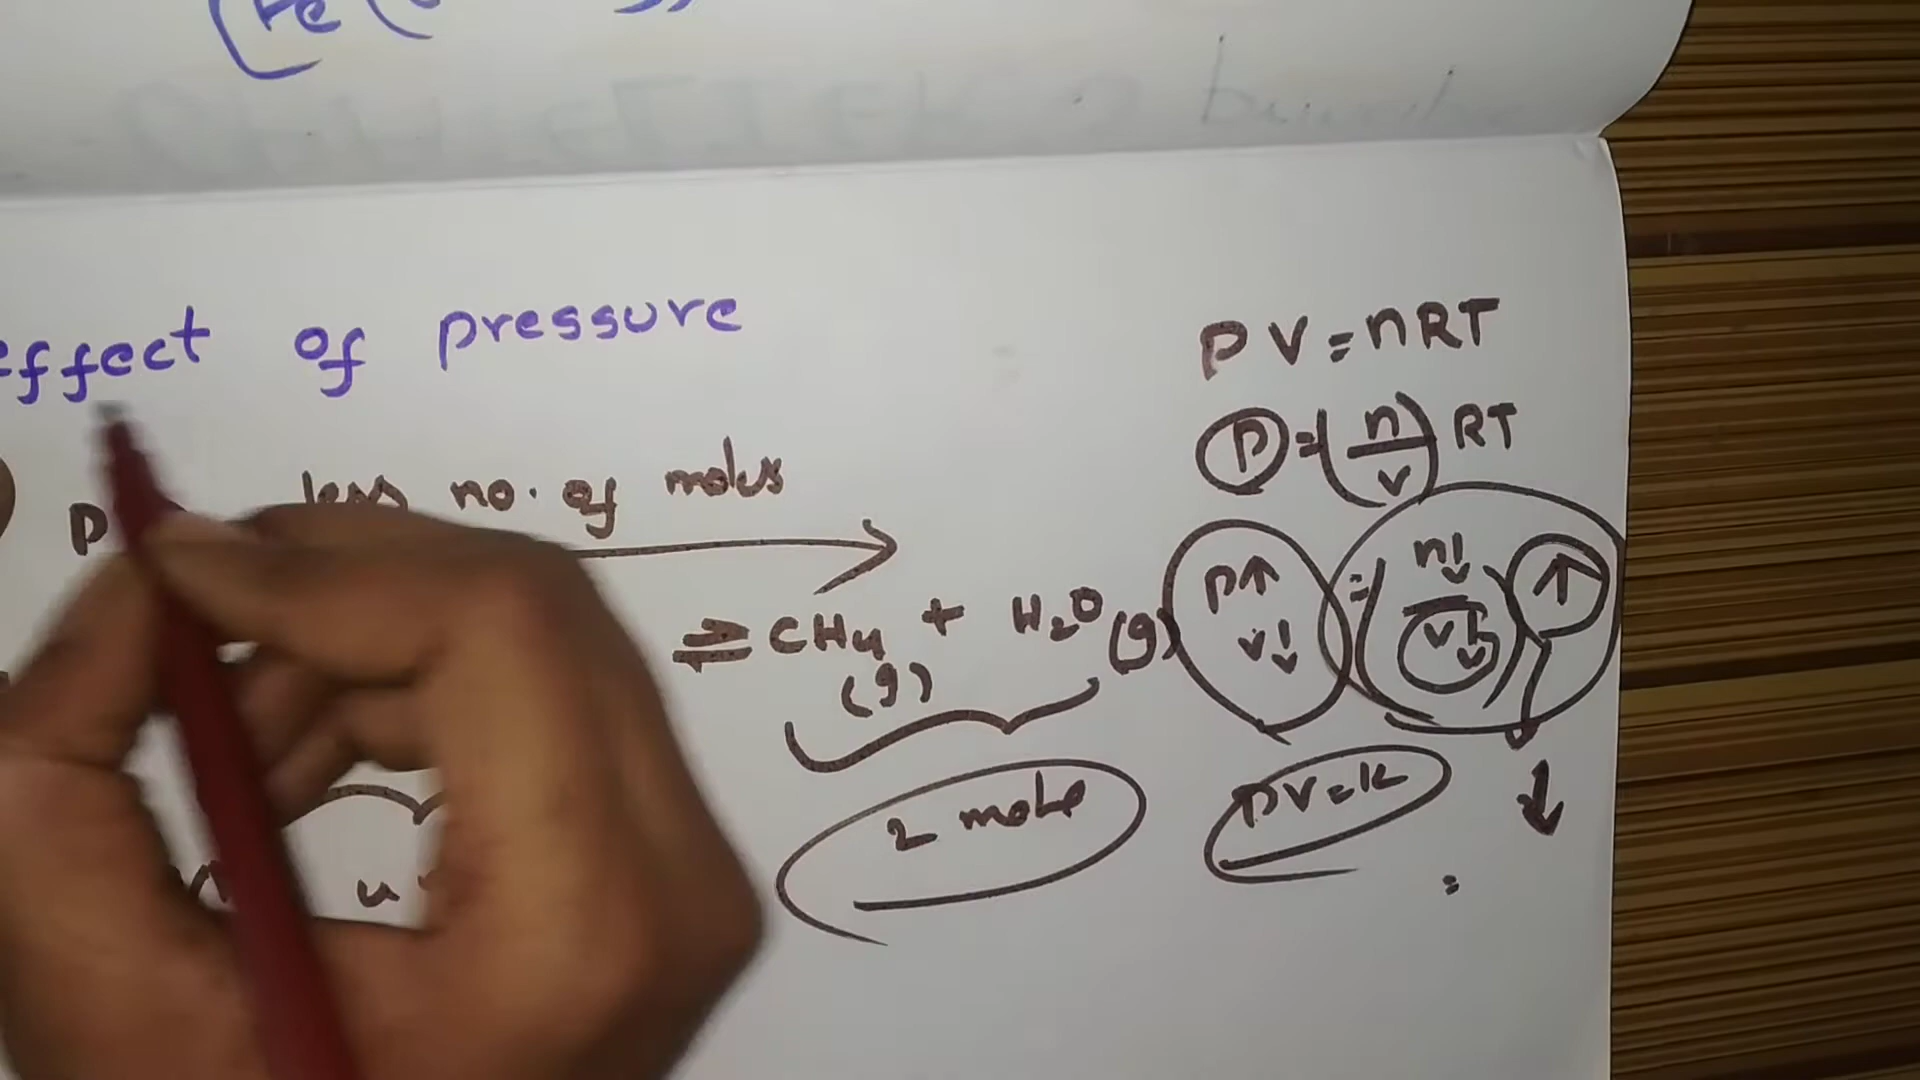 effect of pressure
PV=nRT
P=(n/v) RT
P less no. of moles
P↑ v↓ =(n↓/v↓)↑
⇌ CH4 (g) + H2O (g)
2 mole
PV=k
=